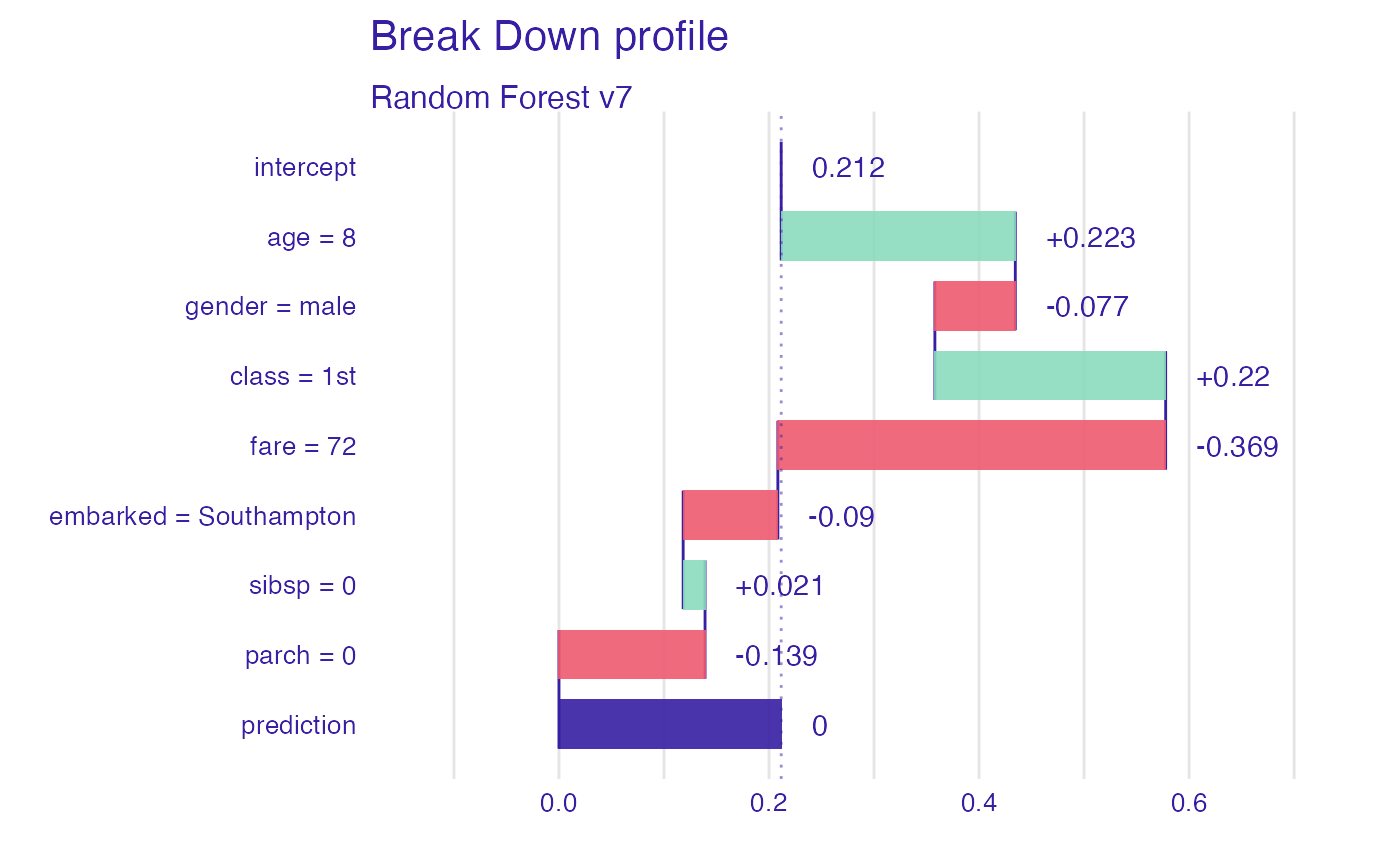 Break Down profile
Random Forest v7
intercept 0.212
age = 8 +0.223
gender = male -0.077
class = 1st +0.22
fare = 72 -0.369
embarked = Southampton -0.09
sibsp = 0 +0.021
parch = 0 -0.139
prediction 0
0.0 0.2 0.4 0.6